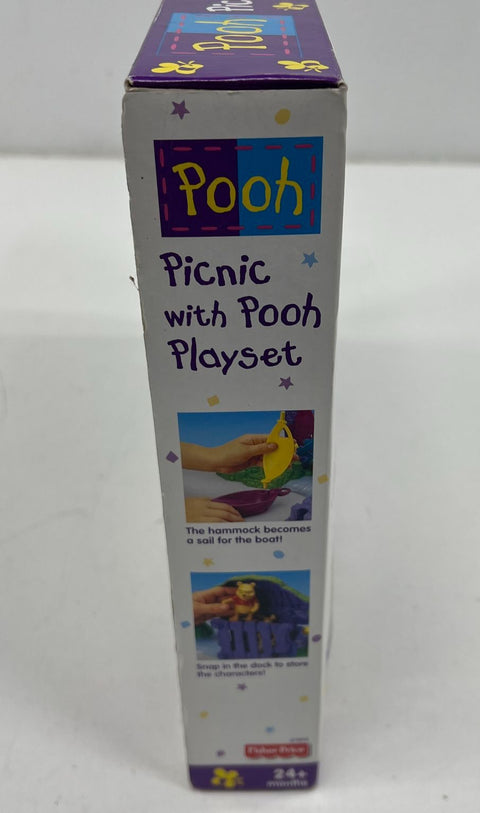 Pooh Pic
Pooh
Picnic
with Pooh
Playset
The hammock becomes
a sail for the boat!
Snap in the dock to store
the characters!
Fisher-Price
24+
months